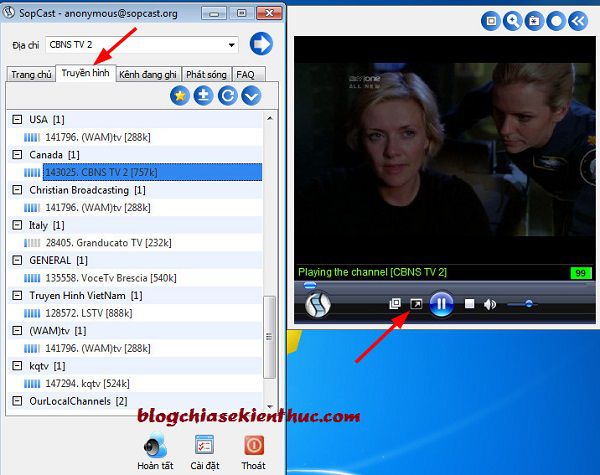 SopCast - anonymous@sopcast.org
Địa chỉ CBNS TV 2
Trang chủ Truyền hình Kênh đang ghi Phát sóng FAQ
USA [1]
141796. (WAM)tv [288k]
Canada [1]
143025. CBNS TV 2 [757k]
Christian Broadcasting [1]
141796. (WAM)tv [288k]
Italy [1]
28405. Granducato TV [232k]
GENERAL [1]
135558. VoceTv Brescia [540k]
Truyen Hinh VietNam [1]
128572. LSTV [888k]
(WAM)tv [1]
141796. (WAM)tv [288k]
kqtv [1]
147294. kqtv [524k]
OurLocalChannels [2]
blogchiasekienthuc.com
Hoàn tất Cài đặt Thoát
ALL NEW
Playing the channel [CBNS TV 2] 99